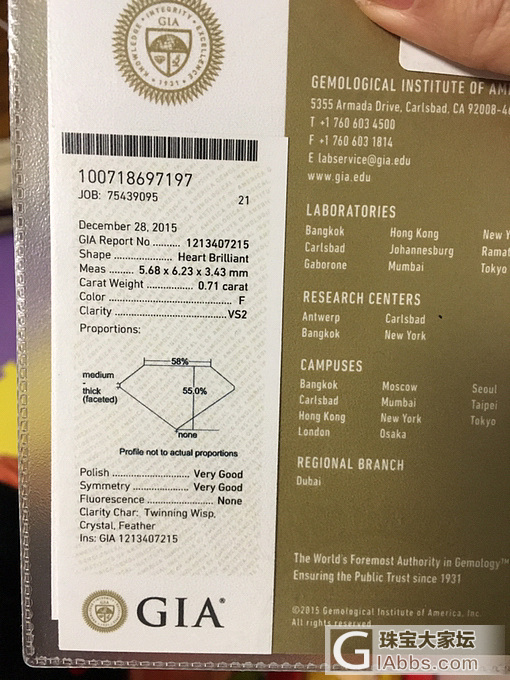 KNOWLEDGE INTEGRITY EXCELLENCE
GIA
1931
100718697197
JOB: 75439095
21
December 28, 2015
GIA Report No .......... 1213407215
Shape .................. Heart Brilliant
Meas ....... 5.68 x 6.23 x 3.43 mm
Carat Weight ............. 0.71 carat
Color ............................. F
Clarity .......................... VS2
Proportions:
58%
medium
-
thick
(faceted)
55.0%
none
Profile not to actual proportions
Polish ..................... Very Good
Symmetry ................ Very Good
Fluorescence ................. None
Clarity Char: Twinning Wisp,
Crystal, Feather
Ins: GIA 1213407215
GIA®
GEMOLOGICAL INSTITUTE OF
5355 Armada Drive, Carlsbad, CA
T +1 760 603 4500
F +1 760 603 1814
E labservice@gia.edu
www.gia.edu
LABORATORIES
Bangkok Hong Kong New
Carlsbad Johannesburg
Gaborone Mumbai Tokyo
RESEARCH CENTERS
Antwerp Carlsbad
Bangkok New York
CAMPUSES
Bangkok Moscow Seoul
Carlsbad Mumbai Taipei
Hong Kong New York Tokyo
London Osaka
REGIONAL BRANCH
Dubai
The World's Foremost Authority in Gemology™
Ensuring the Public Trust since 1931
©2015 Gemological Institute of America, Inc.
All rights reserved.
G 珠宝大家坛
GIAbbs.com